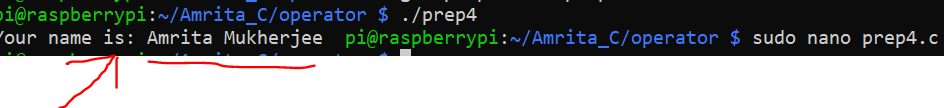 pi@raspberrypi:~/Amrita_C/operator $ ./prep4
Your name is: Amrita Mukherjee  pi@raspberrypi:~/Amrita_C/operator $ sudo nano prep4.c